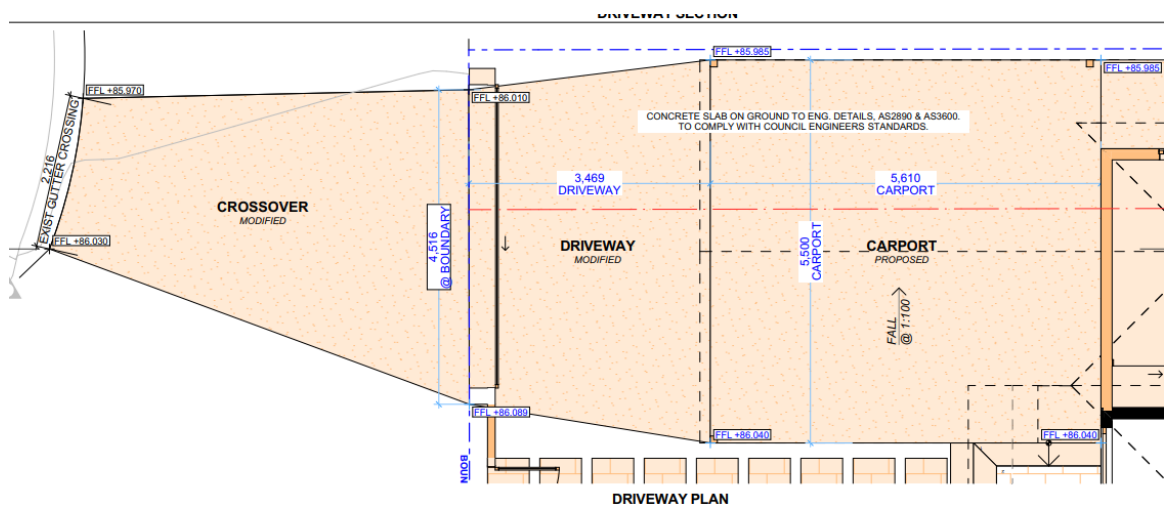 DRIVEWAY SECTION
FFL +85.985
FFL +85.985
FFL +85.970
FFL +86.010
CONCRETE SLAB ON GROUND TO ENG. DETAILS, AS2890 & AS3600.
TO COMPLY WITH COUNCIL ENGINEERS STANDARDS.
2,216
EXIST GUTTER CROSSING
3,469
DRIVEWAY
5,610
CARPORT
CROSSOVER
MODIFIED
FFL +86.030
4,516
@ BOUNDARY
DRIVEWAY
MODIFIED
5,500
CARPORT
CARPORT
PROPOSED
FALL
@ 1:100
FFL +86.089
FFL +86.040
FFL +86.040
BOUN
DRIVEWAY PLAN